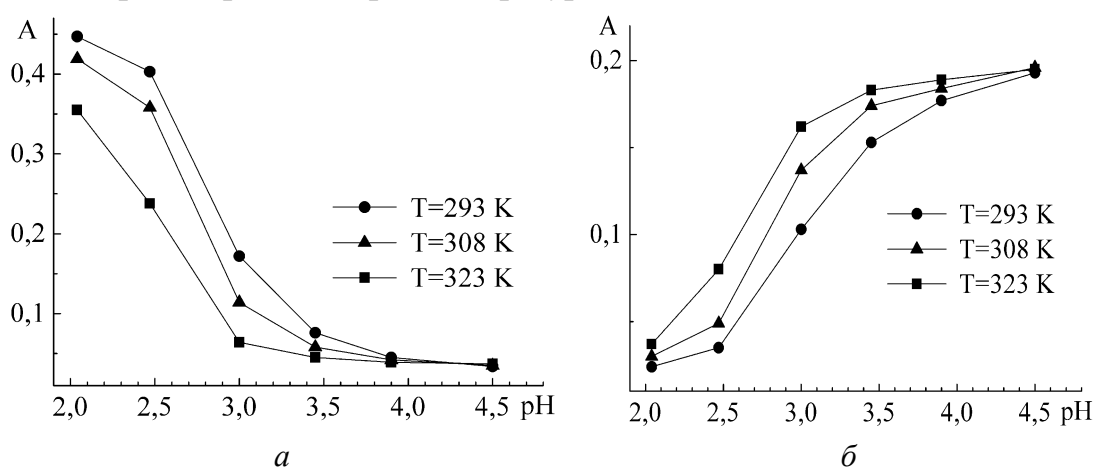 A
0,4
0,3
0,2
0,1
T=293 K
T=308 K
T=323 K
2,0 2,5 3,0 3,5 4,0 4,5 pH
а
A
0,2
0,1
T=293 K
T=308 K
T=323 K
2,0 2,5 3,0 3,5 4,0 4,5 pH
б